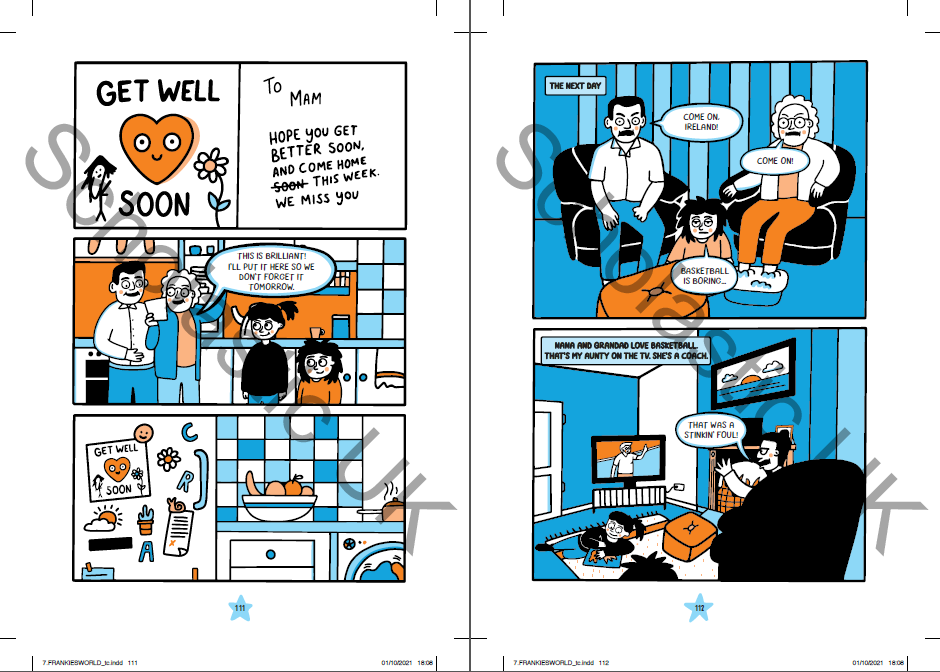 GET WELL
SOON
To
MAM
HOPE YOU GET
BETTER SOON,
AND COME HOME
SOON THIS WEEK.
WE MISS YOU
THIS IS BRILLIANT!
I'LL PUT IT HERE SO WE
DON'T FORGET IT
TOMORROW.
GET WELL
SOON
C
R
A
111
THE NEXT DAY
COME ON,
IRELAND!
COME ON!
BASKETBALL
IS BORING...
NANA AND GRANDAD LOVE BASKETBALL.
THAT'S MY AUNTY ON THE TV. SHE'S A COACH.
THAT WAS A
STINKIN' FOUL!
112
Scholastic UK
Scholastic UK
7.FRANKIESWORLD_tc.indd 111
01/10/2021 18:08
7.FRANKIESWORLD_tc.indd 112
01/10/2021 18:08